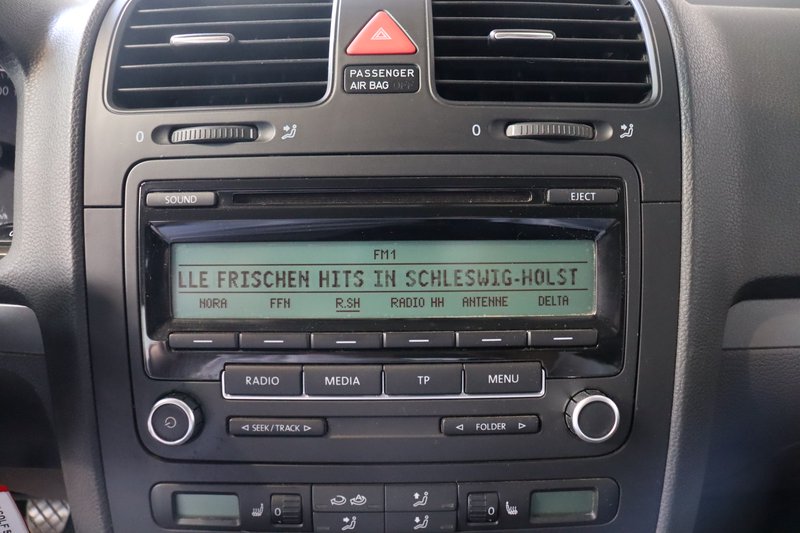 PASSENGER
AIR BAG OFF
0
0
SOUND
EJECT
FM1
LLE FRISCHEN HITS IN SCHLESWIG-HOLST
NORA FFN R.SH RADIO HH ANTENNE DELTA
RADIO MEDIA TP MENU
SEEK/TRACK
FOLDER
0
0